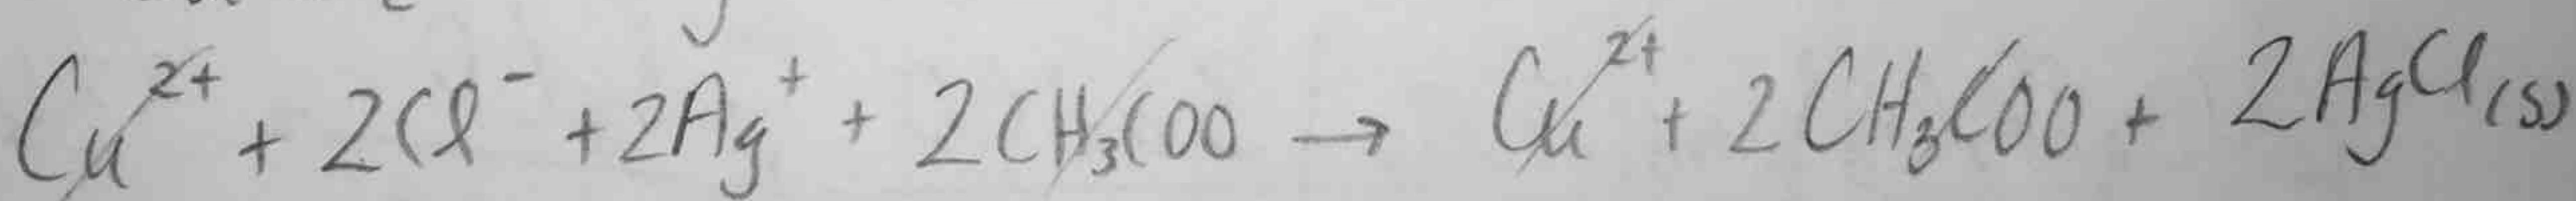 Cu²⁺ + 2Cl⁻ + 2Ag⁺ + 2CH₃COO → Cu²⁺ + 2CH₃COO + 2AgCl(s)